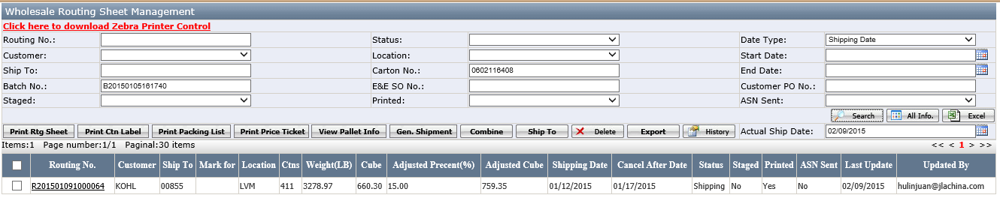 Wholesale Routing Sheet Management
Click here to download Zebra Printer Control
Routing No.: Status: Date Type: Shipping Date
Customer: Location: Start Date:
Ship To: Carton No.: 0602116408 End Date:
Batch No.: B20150105161740 E&E SO No.: Customer PO No.:
Staged: Printed: ASN Sent:
Search All Info. Excel
Print Rtg Sheet Print Ctn Label Print Packing List Print Price Ticket View Pallet Info Gen. Shipment Combine Ship To Delete Export History Actual Ship Date: 02/09/2015
Items:1 Page number:1/1 Paginal:30 items << < 1 > >>
Routing No. Customer Ship To Mark for Location Ctns Weight(LB) Cube Adjusted Precent(%) Adjusted Cube Shipping Date Cancel After Date Status Staged Printed ASN Sent Last Update Updated By
R201501091000064 KOHL 00855 LVM 411 3278.97 660.30 15.00 759.35 01/12/2015 01/17/2015 Shipping No Yes No 02/09/2015 hulinjuan@jlachina.com